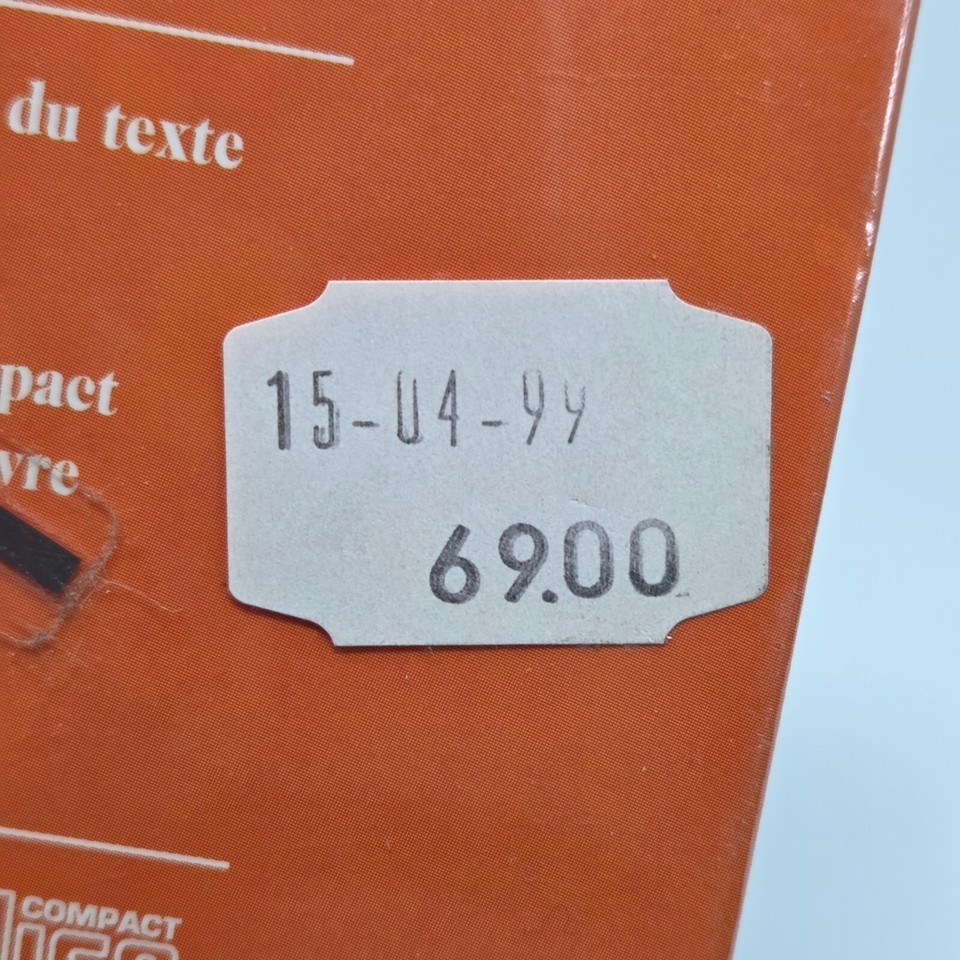 du texte
15-04-99
69.00
pact
vre
COMPACT